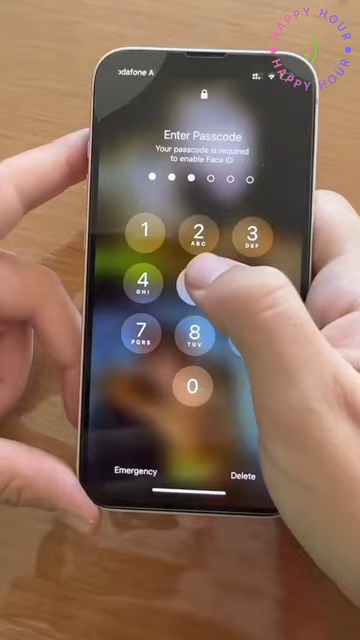 HAPPY HOUR
HAPPY HOUR
odafone A
Enter Passcode
Your passcode is required
to enable Face ID
1
2
ABC
3
DEF
4
GHI
7
PQRS
8
TUV
0
Emergency
Delete